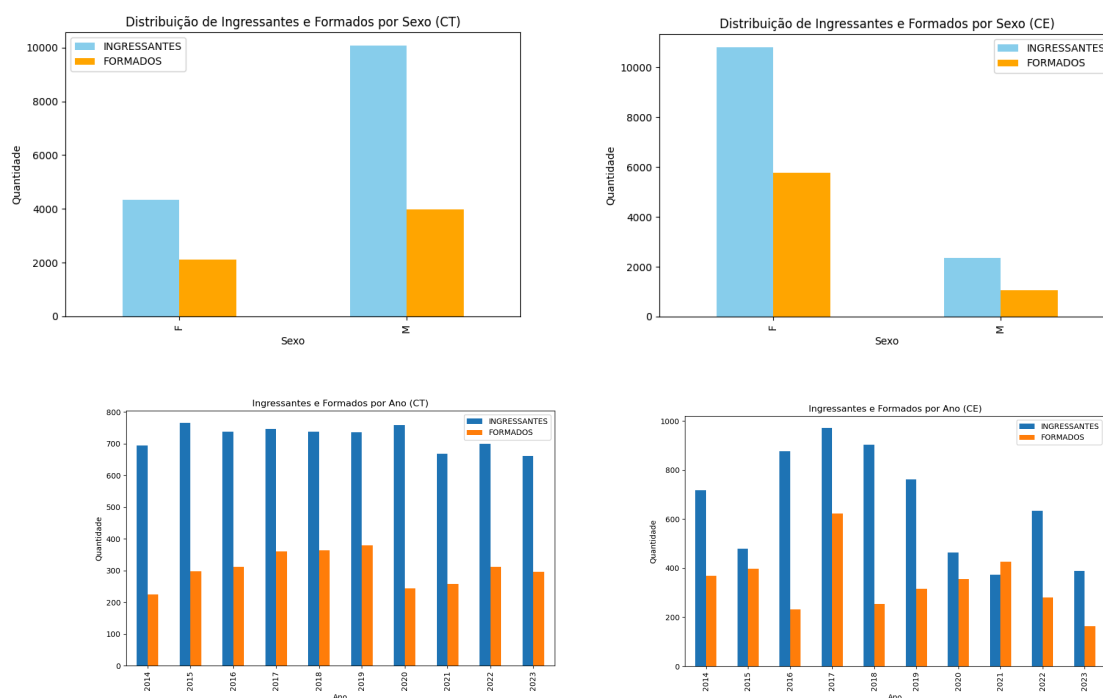 Distribuição de Ingressantes e Formados por Sexo (CT)
INGRESSANTES
FORMADOS
10000
8000
6000
4000
2000
0
Quantidade
F
M
Sexo
Distribuição de Ingressantes e Formados por Sexo (CE)
INGRESSANTES
FORMADOS
10000
8000
6000
4000
2000
0
Quantidade
F
M
Sexo
Ingressantes e Formados por Ano (CT)
INGRESSANTES
FORMADOS
800
700
600
500
400
300
200
100
0
Quantidade
2014
2015
2016
2017
2018
2019
2020
2021
2022
2023
Ano
Ingressantes e Formados por Ano (CE)
INGRESSANTES
FORMADOS
1000
800
600
400
200
0
Quantidade
2014
2015
2016
2017
2018
2019
2020
2021
2022
2023
Ano